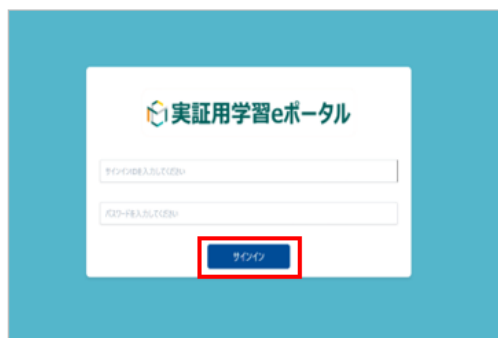 実証用学習eポータル
サインインIDを入力してください
パスワードを入力してください
サインイン